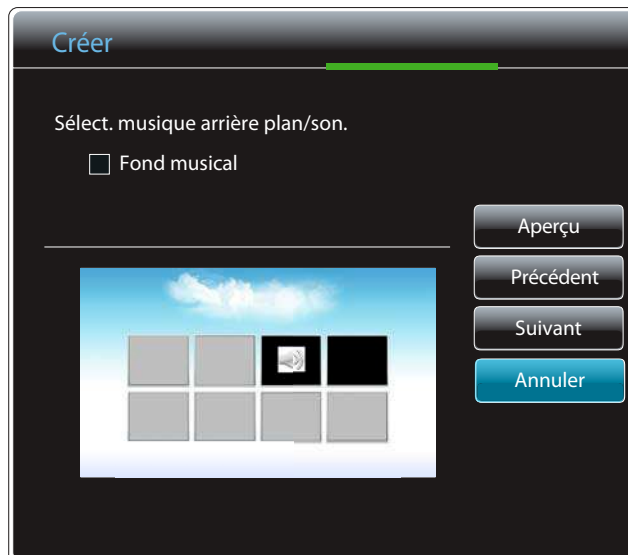 Créer
Sélect. musique arrière plan/son.
Fond musical
Aperçu
Précédent
Suivant
Annuler